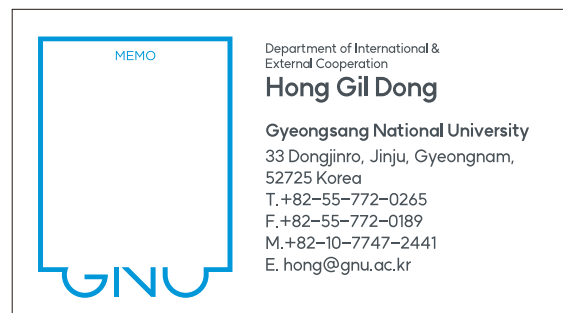 MEMO
GNU
Department of International &
External Cooperation
Hong Gil Dong
Gyeongsang National University
33 Dongjinro, Jinju, Gyeongnam,
52725 Korea
T.+82–55–772–0265
F.+82–55–772–0189
M.+82–10–7747–2441
E. hong@gnu.ac.kr